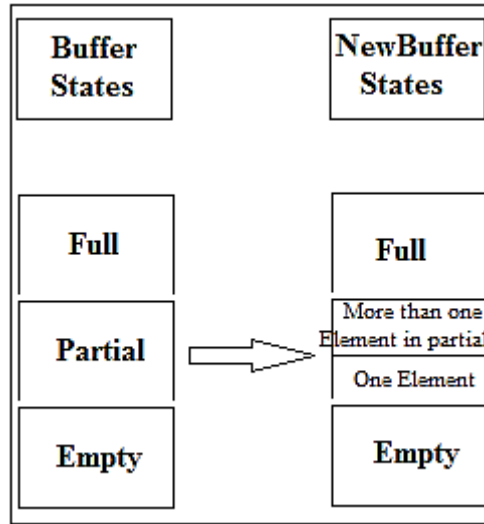 Buffer
States
NewBuffer
States
Full
Full
More than one
Element in partial
Partial
One Element
Empty
Empty